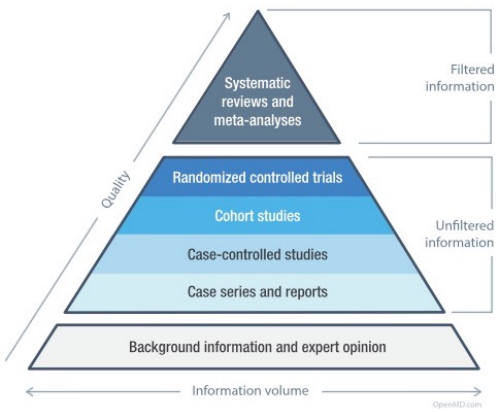 Systematic
reviews and
meta-analyses
Filtered
information
Quality
Randomized controlled trials
Cohort studies
Unfiltered
information
Case-controlled studies
Case series and reports
Background information and expert opinion
Information volume
OpenMD.com